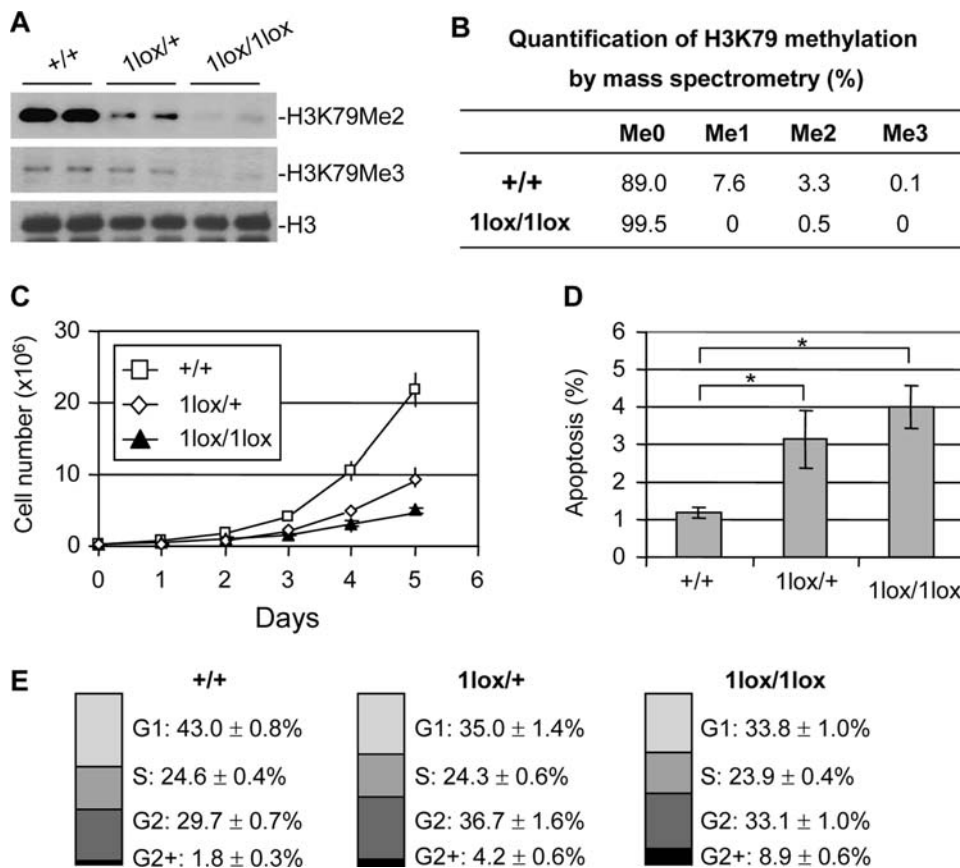 A
+/+ 1lox/+ 1lox/1lox
-H3K79Me2
-H3K79Me3
-H3
B
Quantification of H3K79 methylation
by mass spectrometry (%)
Me0 Me1 Me2 Me3
+/+ 89.0 7.6 3.3 0.1
1lox/1lox 99.5 0 0.5 0
C
Cell number (x10⁶)
30
20
10
0
+/+
1lox/+
1lox/1lox
0 1 2 3 4 5 6
Days
D
Apoptosis (%)
6
5
4
3
2
1
0
*
*
+/+ 1lox/+ 1lox/1lox
E
+/+
G1: 43.0 ± 0.8%
S: 24.6 ± 0.4%
G2: 29.7 ± 0.7%
G2+: 1.8 ± 0.3%
1lox/+
G1: 35.0 ± 1.4%
S: 24.3 ± 0.6%
G2: 36.7 ± 1.6%
G2+: 4.2 ± 0.6%
1lox/1lox
G1: 33.8 ± 1.0%
S: 23.9 ± 0.4%
G2: 33.1 ± 1.0%
G2+: 8.9 ± 0.6%